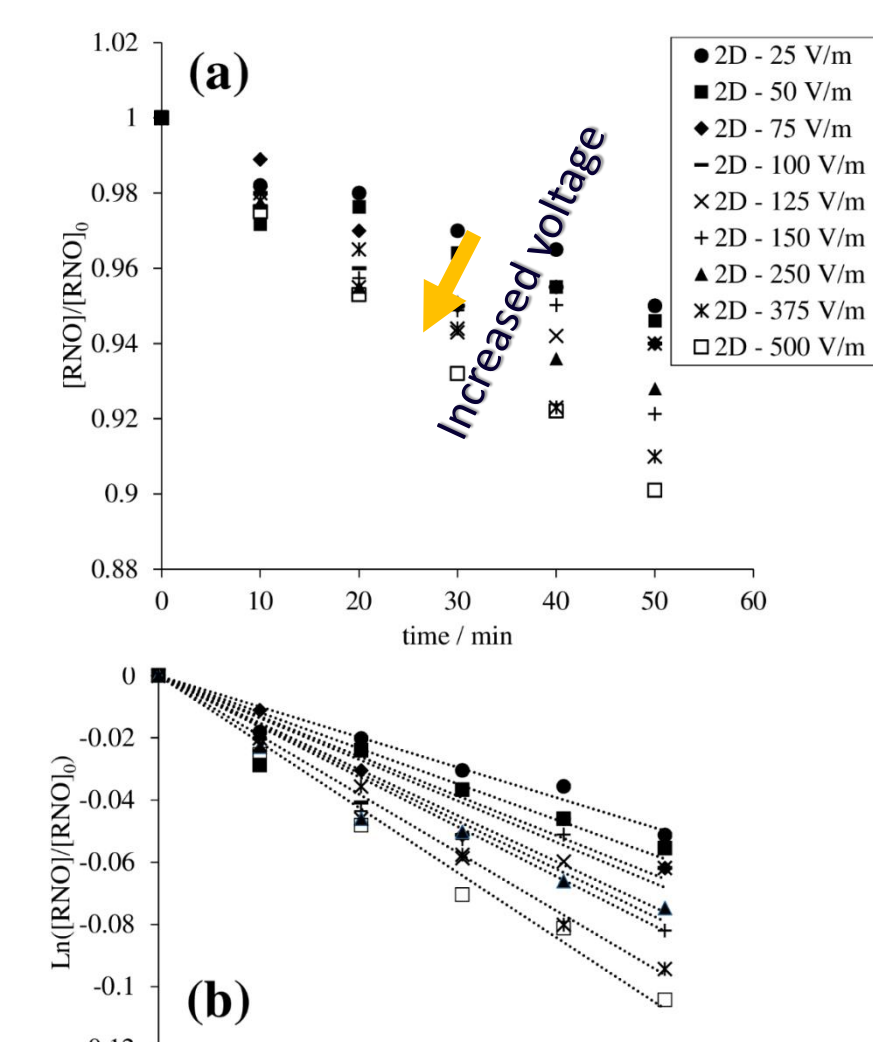 1.02
(a)
1
0.98
0.96
0.94
0.92
0.9
0.88
[RNO]/[RNO]0
0 10 20 30 40 50 60
time / min
Increased voltage
2D - 25 V/m
2D - 50 V/m
2D - 75 V/m
2D - 100 V/m
2D - 125 V/m
2D - 150 V/m
2D - 250 V/m
2D - 375 V/m
2D - 500 V/m
0
-0.02
-0.04
-0.06
-0.08
-0.1
Ln([RNO]/[RNO]0)
(b)